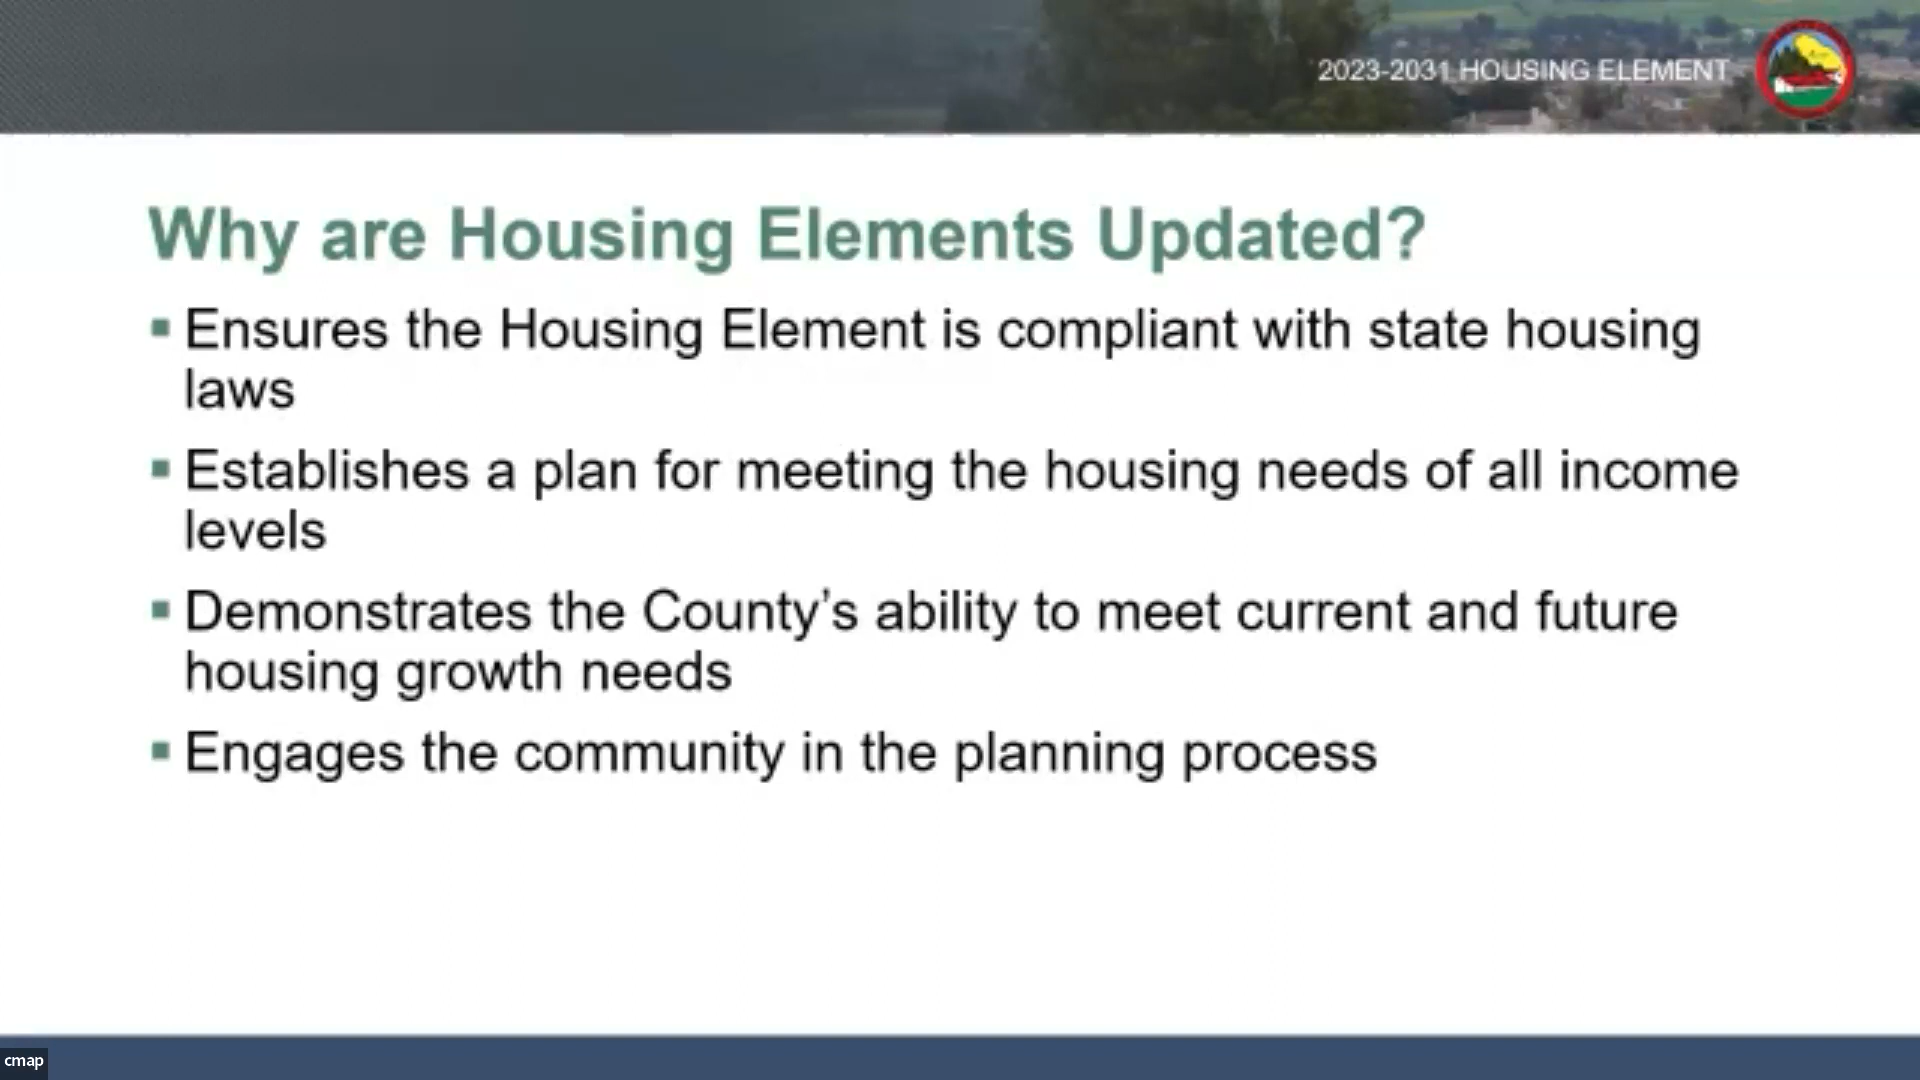 2023-2031 HOUSING ELEMENT
Why are Housing Elements Updated?
▪ Ensures the Housing Element is compliant with state housing
laws
▪ Establishes a plan for meeting the housing needs of all income
levels
▪ Demonstrates the County’s ability to meet current and future
housing growth needs
▪ Engages the community in the planning process
cmap